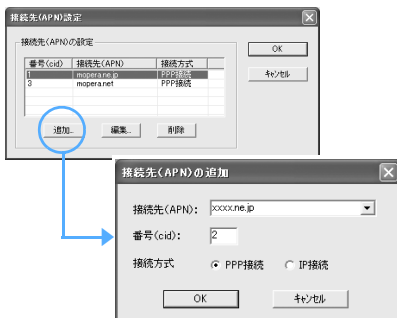 接続先(APN)設定
接続先(APN)の設定
番号(cid) 接続先(APN) 接続方式
1 mopera.ne.jp PPP接続
3 mopera.net PPP接続
追加... 編集... 削除
OK
キャンセル
接続先(APN)の追加
接続先(APN): xxxx.ne.jp
番号(cid): 2
接続方式 PPP接続 IP接続
OK キャンセル